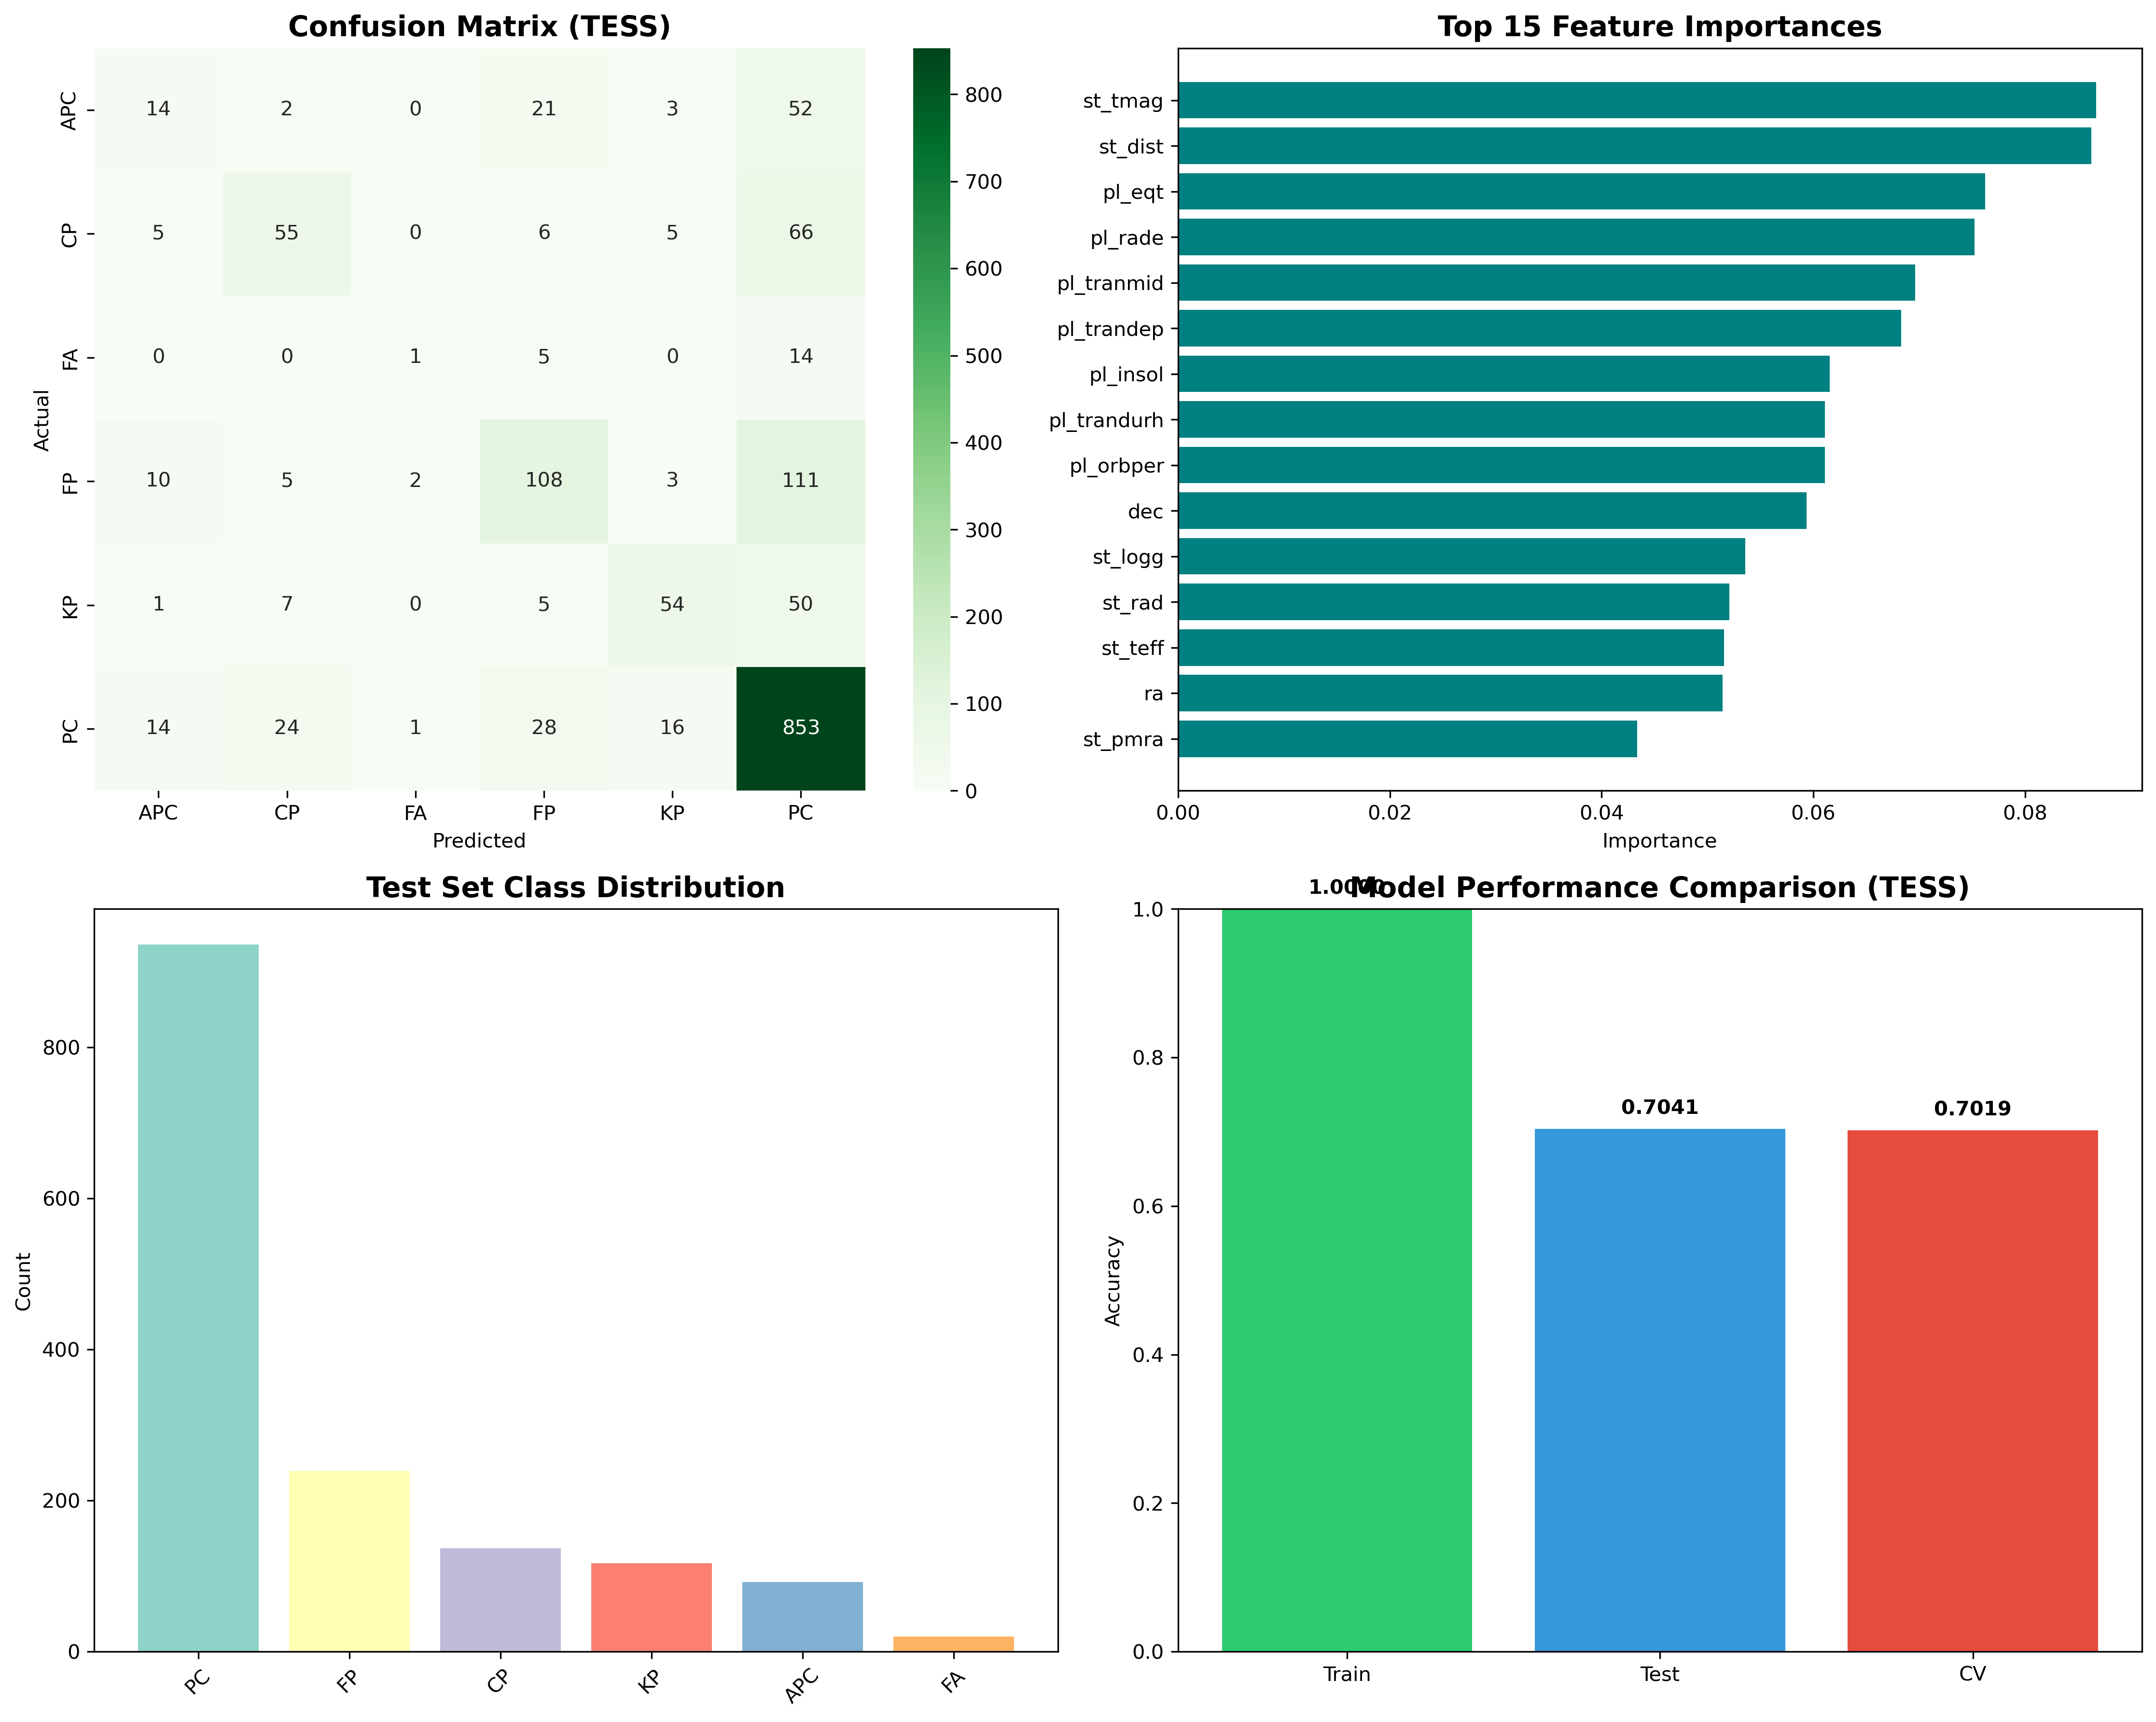 Confusion Matrix (TESS)
Actual
APC 14 2 0 21 3 52
CP 5 55 0 6 5 66
FA 0 0 1 5 0 14
FP 10 5 2 108 3 111
KP 1 7 0 5 54 50
PC 14 24 1 28 16 853
APC CP FA FP KP PC
Predicted
800
700
600
500
400
300
200
100
0
Top 15 Feature Importances
st_tmag
st_dist
pl_eqt
pl_rade
pl_tranmid
pl_trandep
pl_insol
pl_trandurh
pl_orbper
dec
st_logg
st_rad
st_teff
ra
st_pmra
0.00 0.02 0.04 0.06 0.08
Importance
Test Set Class Distribution
Count
800
600
400
200
0
PC FP CP KP APC FA
Model Performance Comparison (TESS)
1.0000
Accuracy
1.0
0.8
0.6
0.4
0.2
0.0
0.7041
0.7019
Train Test CV